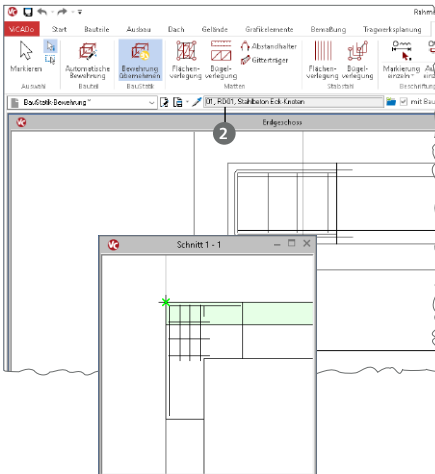 Rahm
ViCADo Start Bauteile Ausbau Dach Gelände Grafikelemente Bemaßung Tragwerksplanung
Markieren
Auswahl
Automatische Bewehrung
Bauteil
Bewehrung übernehmen
BauStatik
Flächen-verlegung
Bügel-verlegung
Abstandhalter
Gitterträger
Matten
Flächen-verlegung
Bügel-verlegung
Stabstahl
Markierung einzeln
Beschriftung
BauStatik-Bewehrung * 01, RD01, Stahlbeton Eck-Knoten mit Bau
2
Erdgeschoss
Schnitt 1 - 1